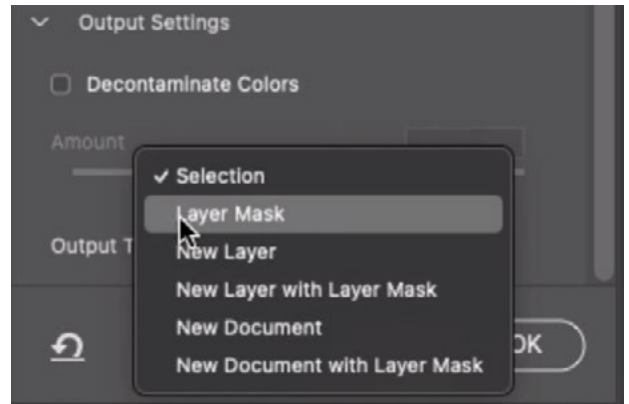 Output Settings
Decontaminate Colors
Amount
Selection
Layer Mask
Output T
New Layer
New Layer with Layer Mask
New Document
OK
New Document with Layer Mask